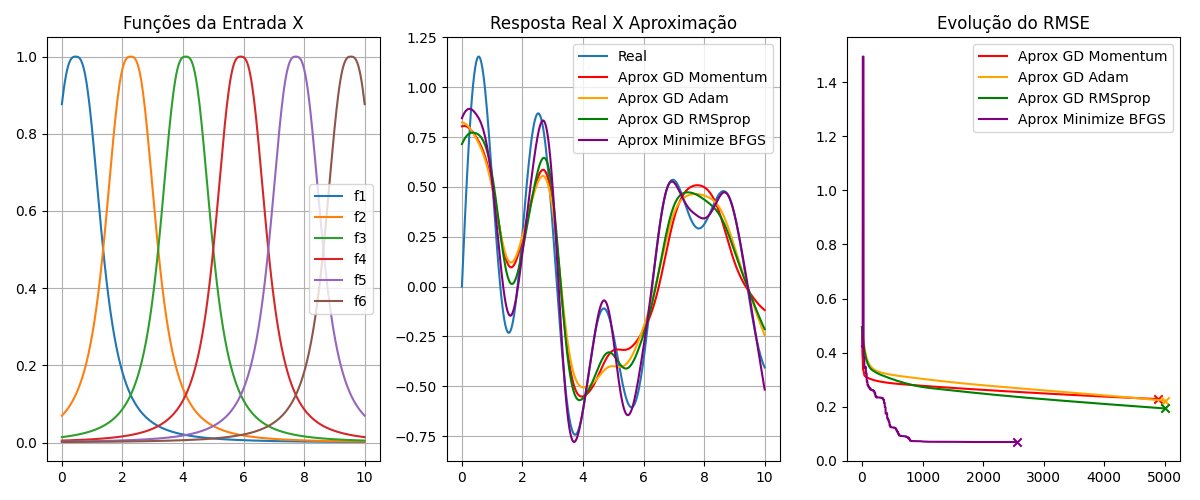 Funções da Entrada X
1.0
0.8
0.6
0.4
0.2
0.0
0 2 4 6 8 10
f1
f2
f3
f4
f5
f6
Resposta Real X Aproximação
1.25
1.00
0.75
0.50
0.25
0.00
−0.25
−0.50
−0.75
0 2 4 6 8 10
Real
Aprox GD Momentum
Aprox GD Adam
Aprox GD RMSprop
Aprox Minimize BFGS
Evolução do RMSE
1.4
1.2
1.0
0.8
0.6
0.4
0.2
0.0
0 1000 2000 3000 4000 5000
Aprox GD Momentum
Aprox GD Adam
Aprox GD RMSprop
Aprox Minimize BFGS